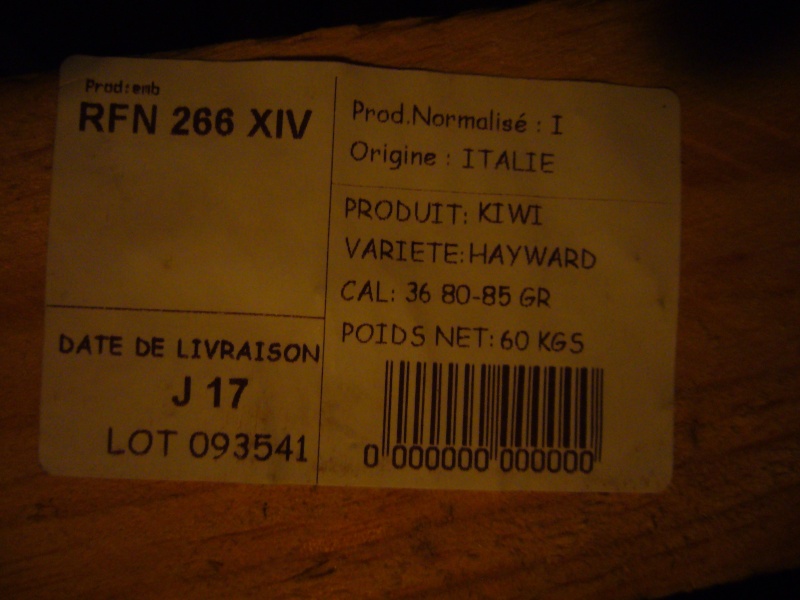 Prod:emb
RFN 266 XIV
DATE DE LIVRAISON
J 17
LOT 093541
Prod.Normalisé : I
Origine : ITALIE
PRODUIT: KIWI
VARIETE:HAYWARD
CAL: 36 80-85 GR
POIDS NET:60 KGS
0 000000 000000